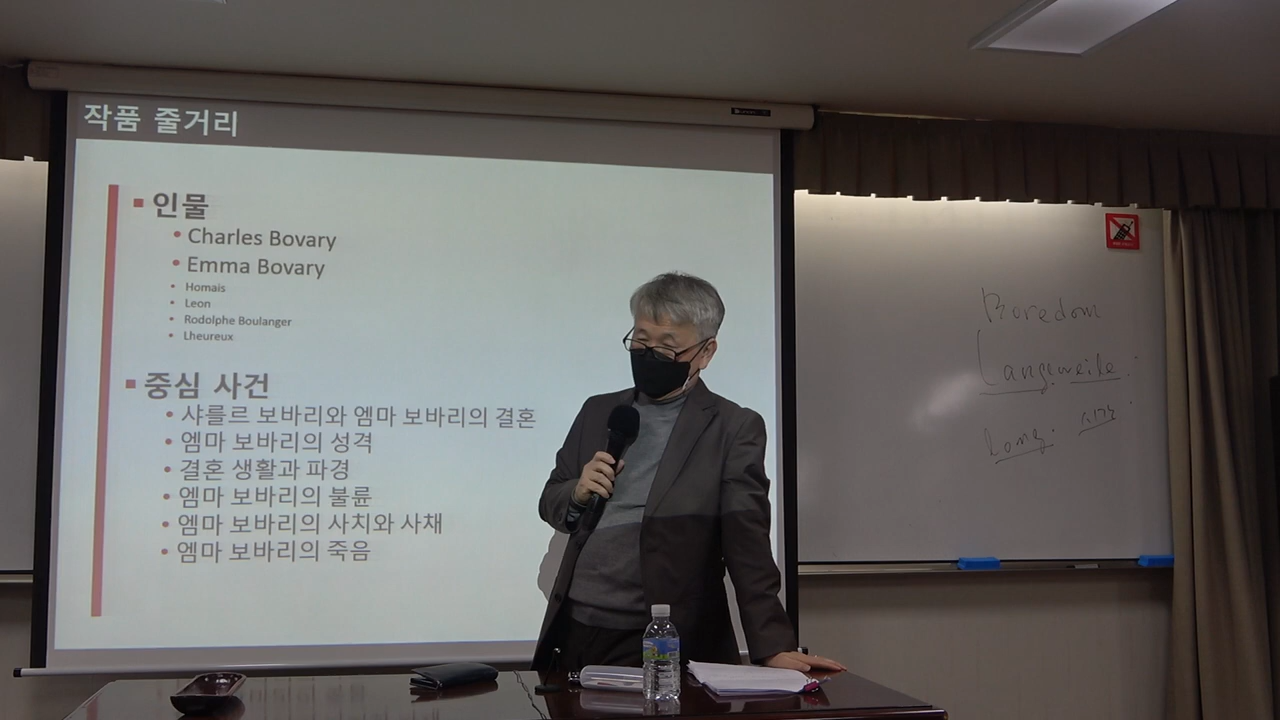 작품 줄거리
인물
Charles Bovary
Emma Bovary
Homais
Leon
Rodolphe Boulanger
Lheureux
중심 사건
샤를르 보바리와 엠마 보바리의 결혼
엠마 보바리의 성격
결혼 생활과 파경
엠마 보바리의 불륜
엠마 보바리의 사치와 사채
엠마 보바리의 죽음
Boredom
Langeweile
Long. 시간